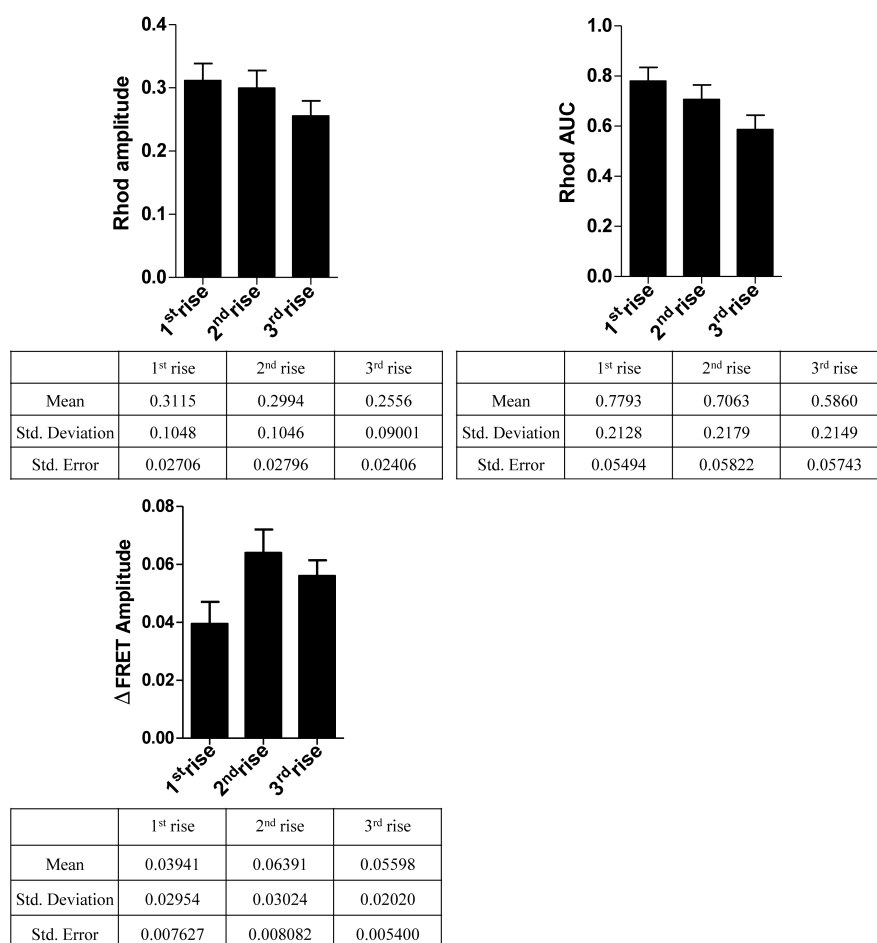 0.4
0.3
0.2
0.1
0.0
Rhod amplitude
1st rise
2nd rise
3rd rise
1.0
0.8
0.6
0.4
0.2
0.0
Rhod AUC
1st rise
2nd rise
3rd rise
1st rise 2nd rise 3rd rise
Mean 0.3115 0.2994 0.2556
Std. Deviation 0.1048 0.1046 0.09001
Std. Error 0.02706 0.02796 0.02406
1st rise 2nd rise 3rd rise
Mean 0.7793 0.7063 0.5860
Std. Deviation 0.2128 0.2179 0.2149
Std. Error 0.05494 0.05822 0.05743
0.08
0.06
0.04
0.02
0.00
Δ FRET Amplitude
1st rise
2nd rise
3rd rise
1st rise 2nd rise 3rd rise
Mean 0.03941 0.06391 0.05598
Std. Deviation 0.02954 0.03024 0.02020
Std. Error 0.007627 0.008082 0.005400